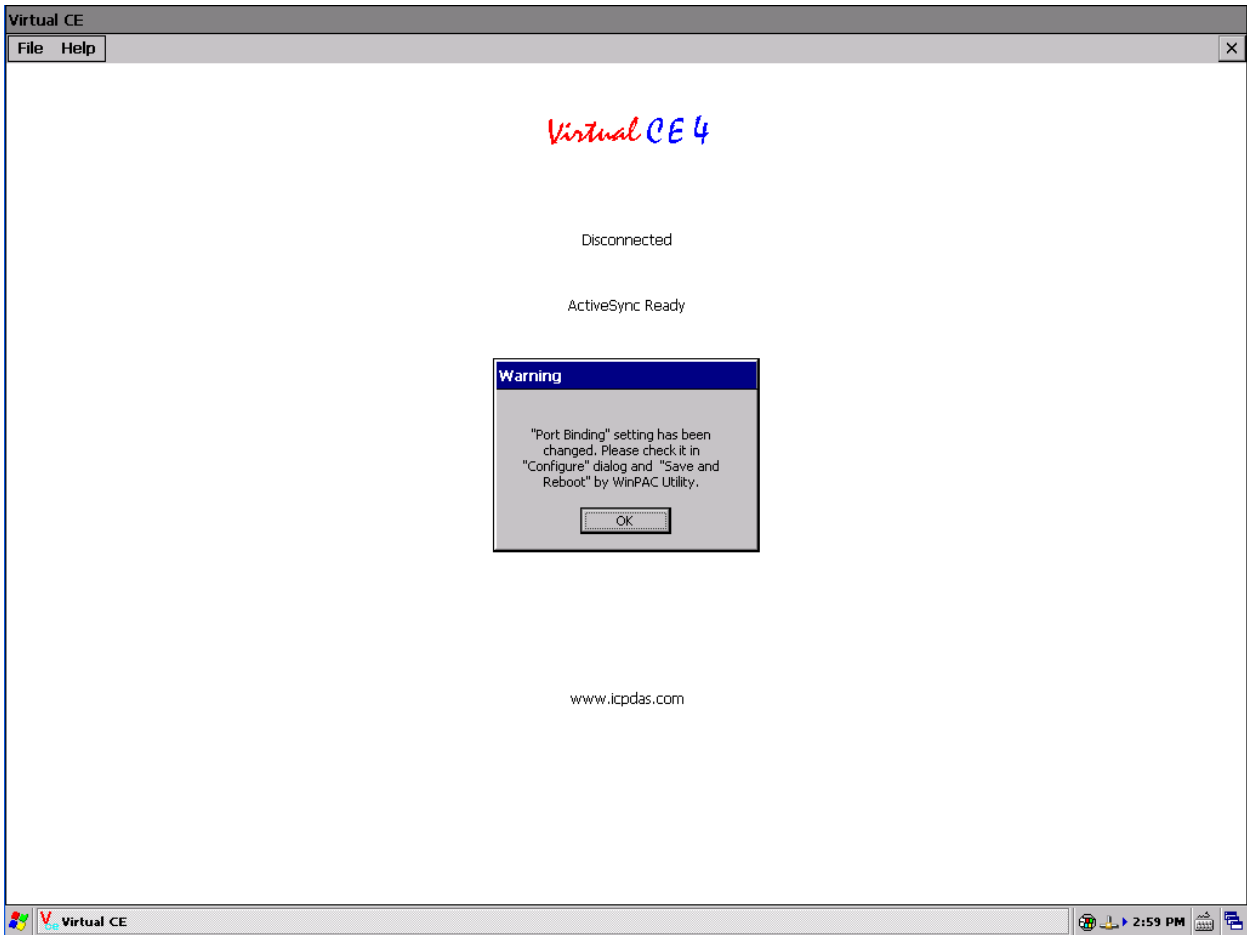 Virtual CE
File Help
Virtual CE 4
Disconnected
ActiveSync Ready
Warning
"Port Binding" setting has been
changed. Please check it in
"Configure" dialog and "Save and
Reboot" by WinPAC Utility.
OK
www.icpdas.com
Virtual CE
2:59 PM